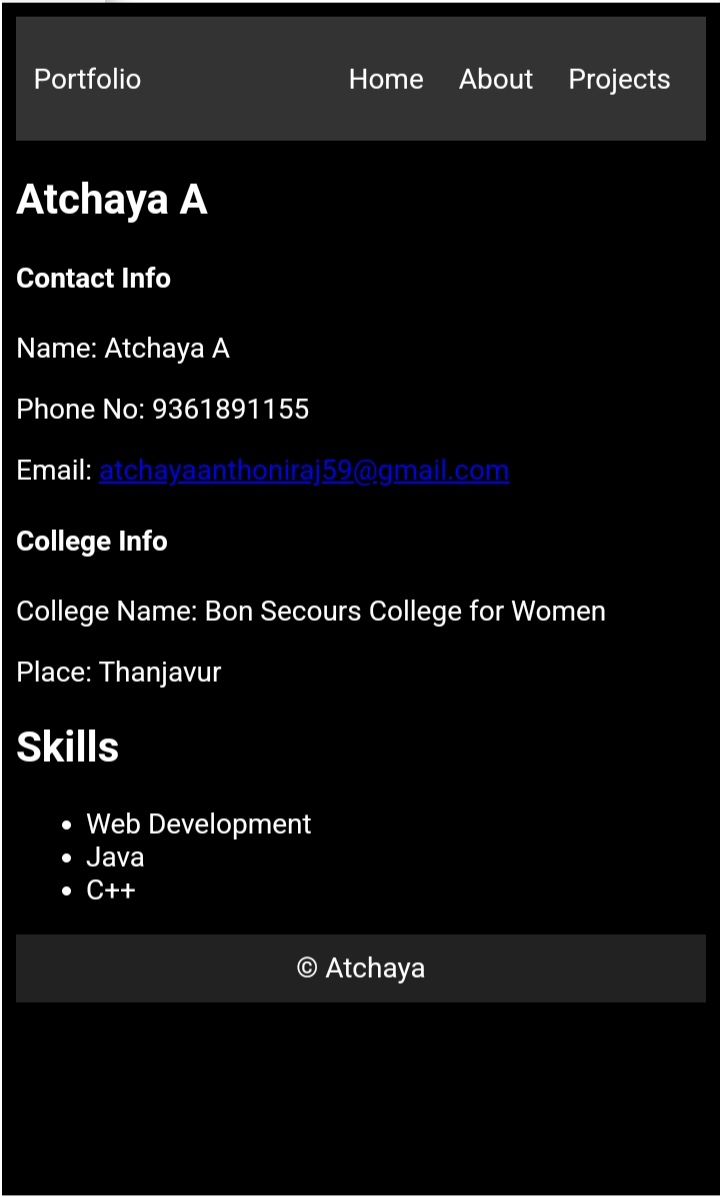 Portfolio Home About Projects
Atchaya A
Contact Info
Name: Atchaya A
Phone No: 9361891155
Email: atchayaanthoniraj59@gmail.com
College Info
College Name: Bon Secours College for Women
Place: Thanjavur
Skills
• Web Development
• Java
• C++
© Atchaya